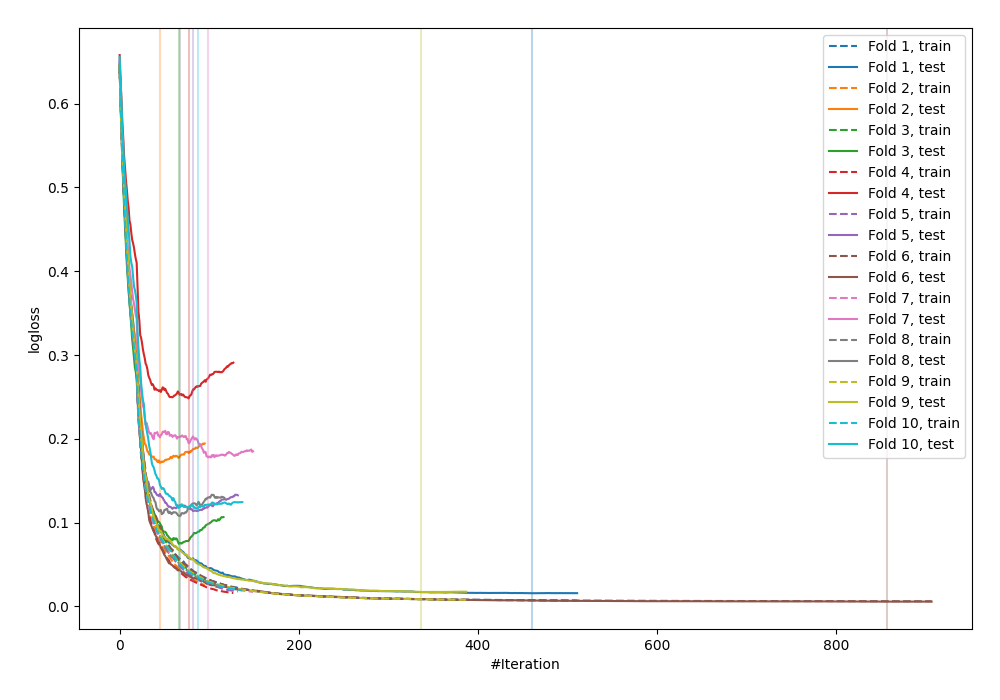 0.6
0.5
0.4
0.3
0.2
0.1
0.0
logloss
0 200 400 600 800
#Iteration
Fold 1, train
Fold 1, test
Fold 2, train
Fold 2, test
Fold 3, train
Fold 3, test
Fold 4, train
Fold 4, test
Fold 5, train
Fold 5, test
Fold 6, train
Fold 6, test
Fold 7, train
Fold 7, test
Fold 8, train
Fold 8, test
Fold 9, train
Fold 9, test
Fold 10, train
Fold 10, test